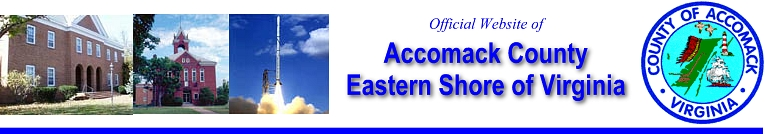 Official Website of
Accomack County
Eastern Shore of Virginia
COUNTY OF ACCOMACK
• VIRGINIA •